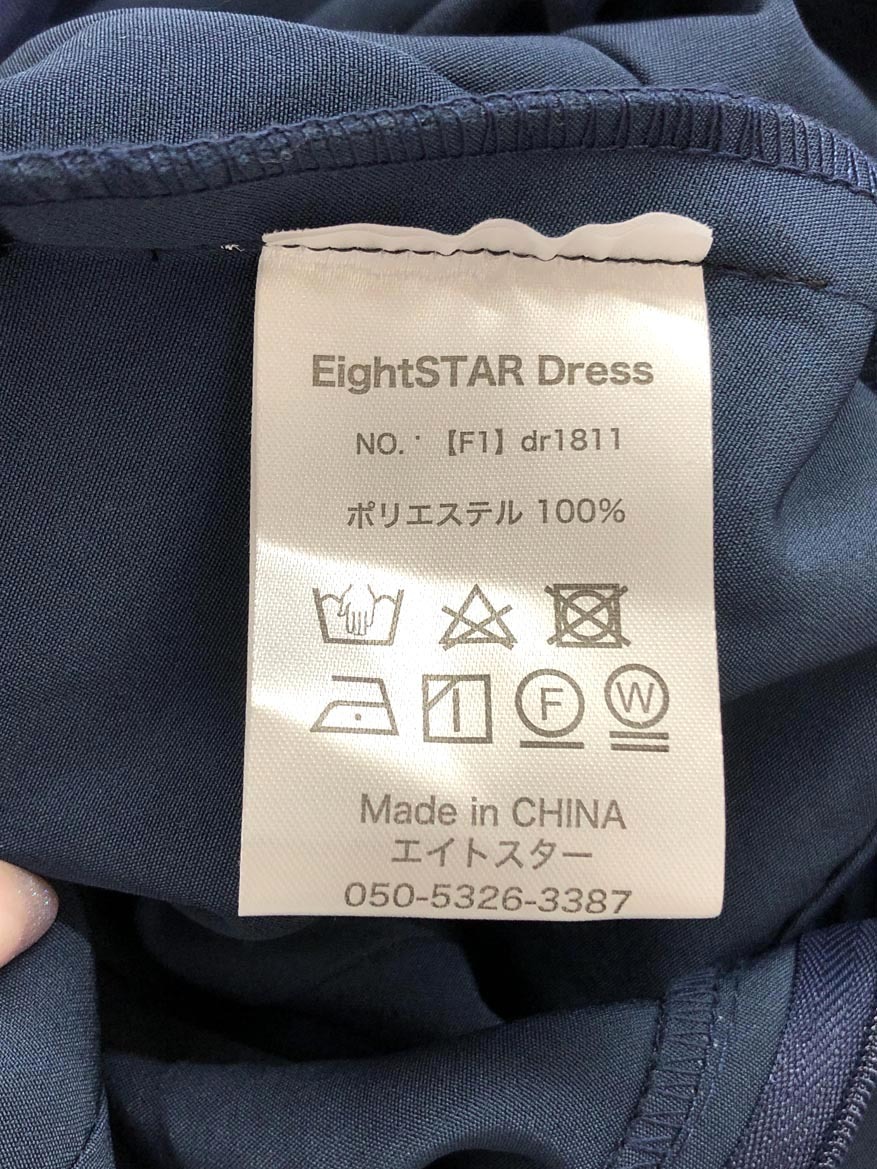 EightSTAR Dress
NO.・【F1】dr1811
ポリエステル 100%
F W
Made in CHINA
エイトスター
050-5326-3387